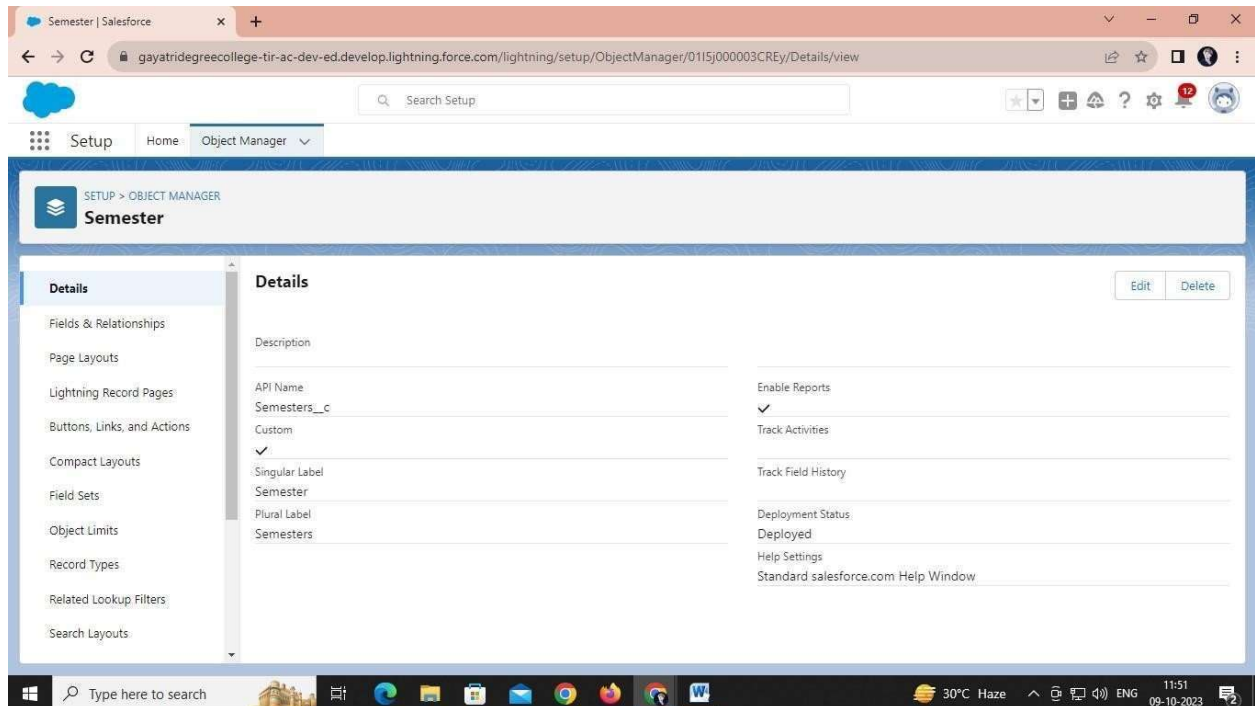 Semester | Salesforce
gayatridegreecollege-tir-ac-dev-ed.develop.lightning.force.com/lightning/setup/ObjectManager/01I5j000003CREy/Details/view
Search Setup
12
Setup Home Object Manager
SETUP > OBJECT MANAGER
Semester
Details
Fields & Relationships
Page Layouts
Lightning Record Pages
Buttons, Links, and Actions
Compact Layouts
Field Sets
Object Limits
Record Types
Related Lookup Filters
Search Layouts
Details
Edit Delete
Description
API Name
Semesters__c
Custom
Singular Label
Semester
Plural Label
Semesters
Enable Reports
Track Activities
Track Field History
Deployment Status
Deployed
Help Settings
Standard salesforce.com Help Window
Type here to search
30°C Haze
ENG
11:51
09-10-2023
2